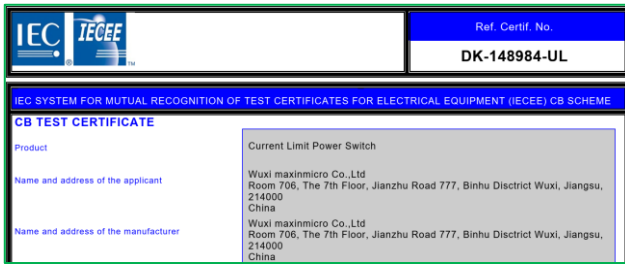 IEC IECEE
TM
Ref. Certif. No.
DK-148984-UL
IEC SYSTEM FOR MUTUAL RECOGNITION OF TEST CERTIFICATES FOR ELECTRICAL EQUIPMENT (IECEE) CB SCHEME
CB TEST CERTIFICATE
Product
Current Limit Power Switch
Name and address of the applicant
Wuxi maxinmicro Co.,Ltd
Room 706, The 7th Floor, Jianzhu Road 777, Binhu Disctrict Wuxi, Jiangsu,
214000
China
Name and address of the manufacturer
Wuxi maxinmicro Co.,Ltd
Room 706, The 7th Floor, Jianzhu Road 777, Binhu Disctrict Wuxi, Jiangsu,
214000
China